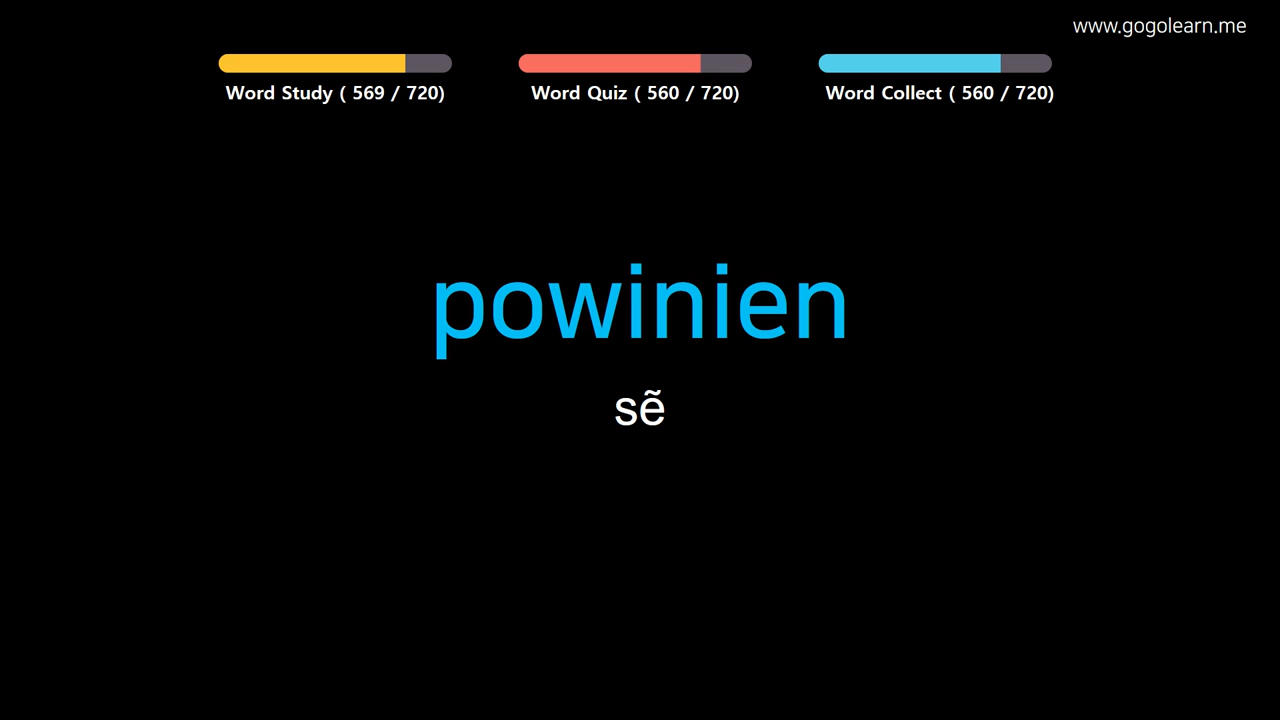 www.gogolearn.me
Word Study ( 569 / 720)
Word Quiz ( 560 / 720)
Word Collect ( 560 / 720)
powinien
sẽ